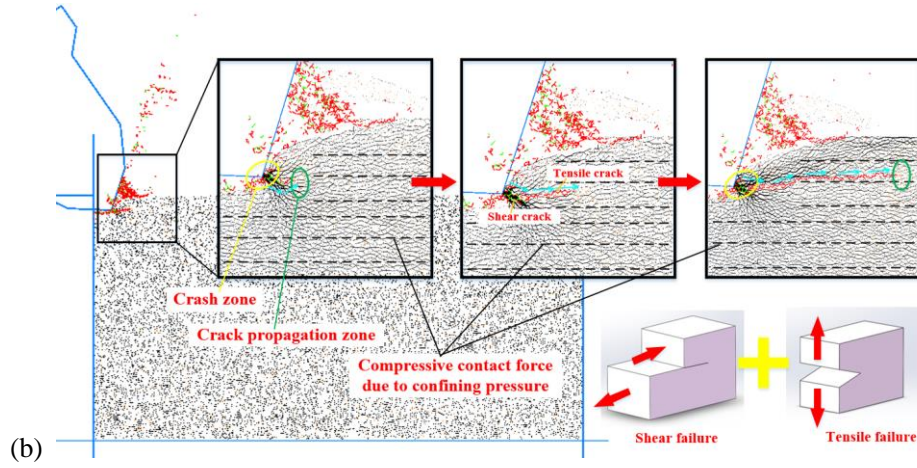 Tensile crack
Shear crack
Crash zone
Crack propagation zone
Compressive contact force
due to confining pressure
Shear failure
Tensile failure
(b)